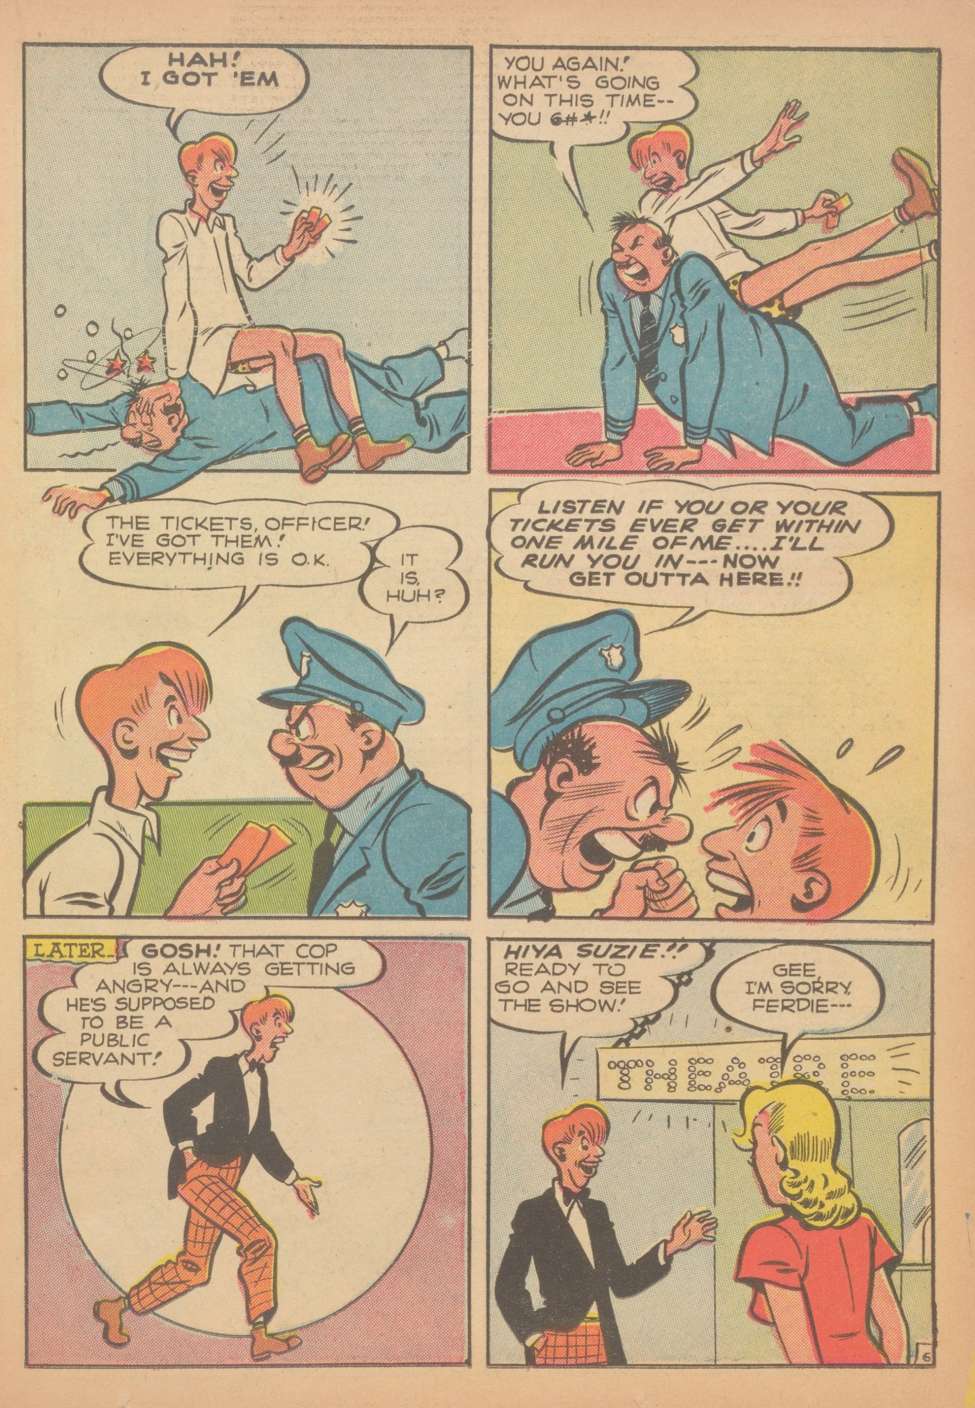 HAH!
I GOT 'EM
YOU AGAIN!
WHAT'S GOING
ON THIS TIME--
YOU 6#*!!
THE TICKETS, OFFICER!
I'VE GOT THEM!
EVERYTHING IS O.K.
IT
IS,
HUH?
LISTEN IF YOU OR YOUR
TICKETS EVER GET WITHIN
ONE MILE OF ME....I'LL
RUN YOU IN---NOW
GET OUTTA HERE!!
LATER--
GOSH! THAT COP
IS ALWAYS GETTING
ANGRY---AND
HE'S SUPPOSED
TO BE A
PUBLIC
SERVANT!
HIYA SUZIE!!
READY TO
GO AND SEE
THE SHOW!
GEE,
I'M SORRY,
FERDIE---
THEATRE
6